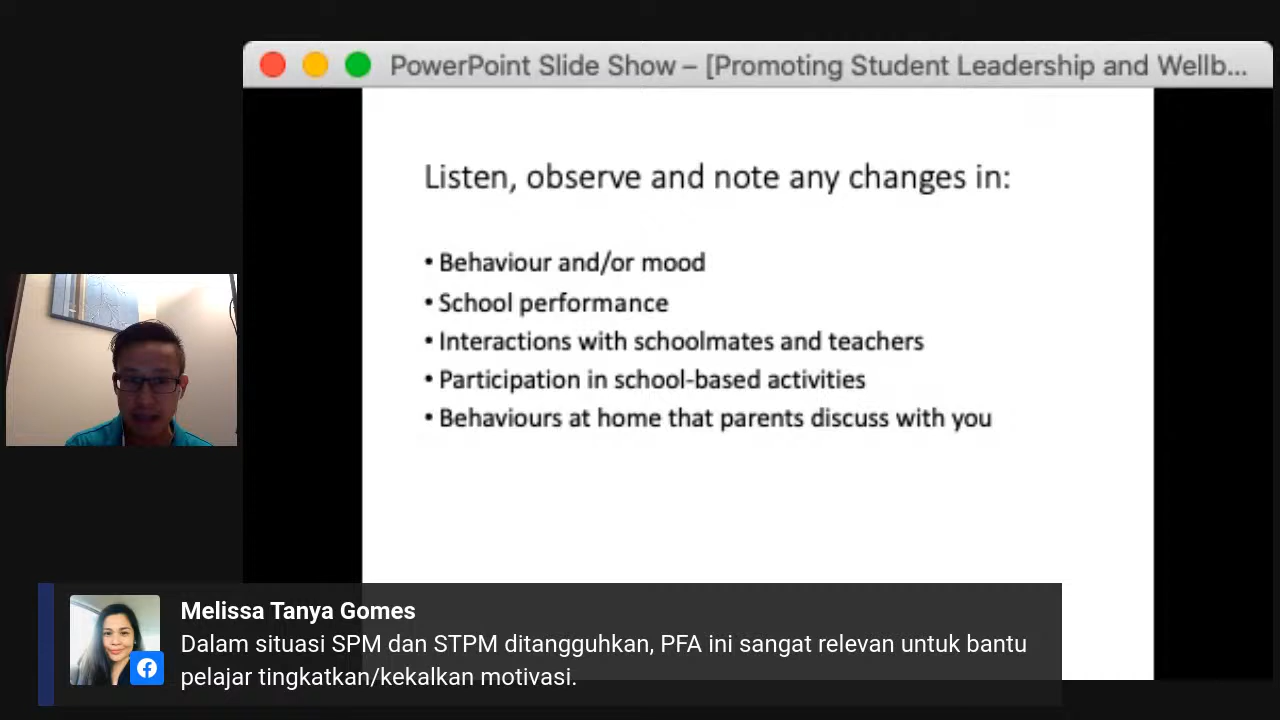 PowerPoint Slide Show – [Promoting Student Leadership and Wellb...
Listen, observe and note any changes in:
• Behaviour and/or mood
• School performance
• Interactions with schoolmates and teachers
• Participation in school-based activities
• Behaviours at home that parents discuss with you
Melissa Tanya Gomes
Dalam situasi SPM dan STPM ditangguhkan, PFA ini sangat relevan untuk bantu
pelajar tingkatkan/kekalkan motivasi.